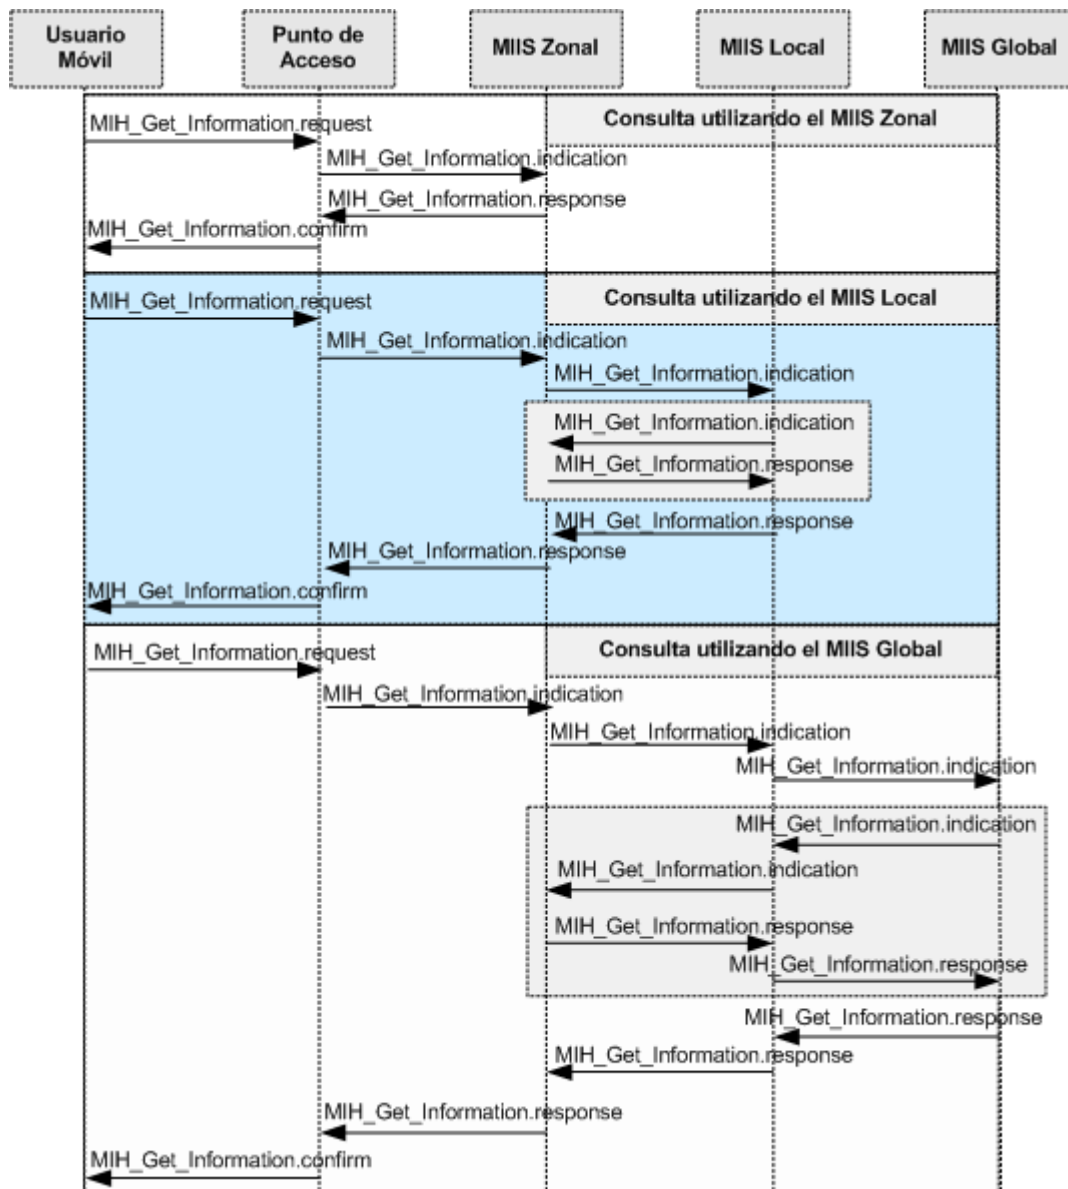 Usuario
Móvil
Punto de
Acceso
MIIS Zonal
MIIS Local
MIIS Global
Consulta utilizando el MIIS Zonal
MIH_Get_Information.request
MIH_Get_Information.indication
MIH_Get_Information.response
MIH_Get_Information.confirm
Consulta utilizando el MIIS Local
MIH_Get_Information.request
MIH_Get_Information.indication
MIH_Get_Information.indication
MIH_Get_Information.indication
MIH_Get_Information.response
MIH_Get_Information.response
MIH_Get_Information.response
MIH_Get_Information.confirm
Consulta utilizando el MIIS Global
MIH_Get_Information.request
MIH_Get_Information.indication
MIH_Get_Information.indication
MIH_Get_Information.indication
MIH_Get_Information.indication
MIH_Get_Information.indication
MIH_Get_Information.response
MIH_Get_Information.response
MIH_Get_Information.response
MIH_Get_Information.response
MIH_Get_Information.response
MIH_Get_Information.confirm